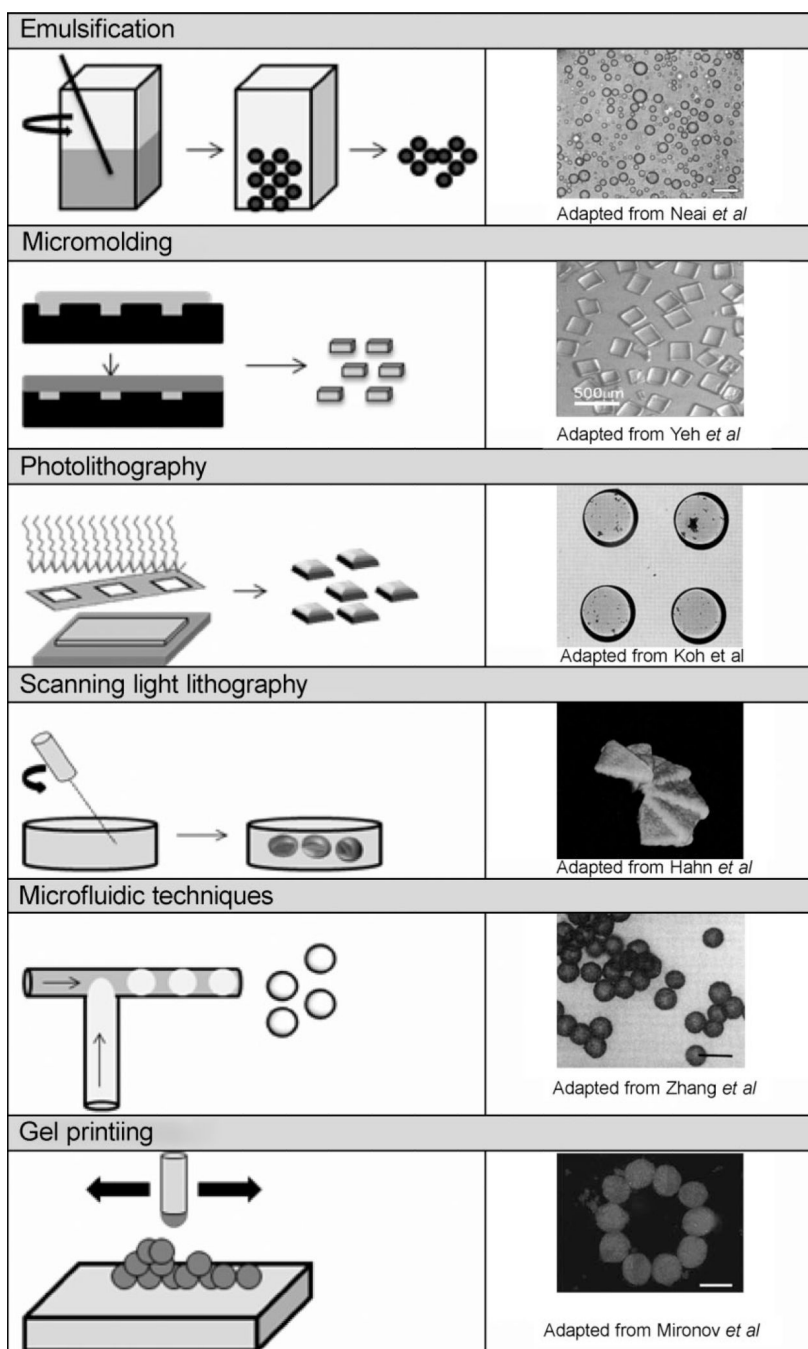 Emulsification
Adapted from Neai et al
Micromolding
500µm
Adapted from Yeh et al
Photolithography
Adapted from Koh et al
Scanning light lithography
Adapted from Hahn et al
Microfluidic techniques
Adapted from Zhang et al
Gel printiing
Adapted from Mironov et al